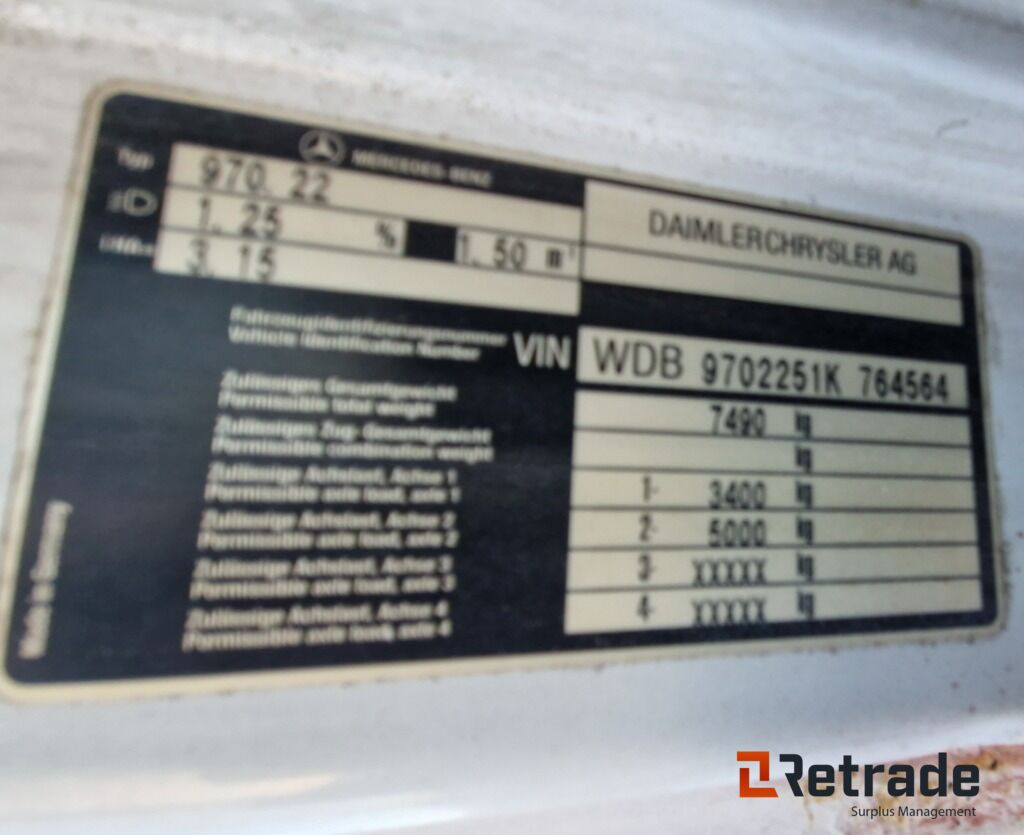 MERCEDES-BENZ
Typ 970.22
DAIMLERCHRYSLER AG
1.25 % 1.50 m
3.15
Fahrzeugidentifizierungsnummer
Vehicle Identification Number
VIN WDB 9702251K 764564
Zulässiges Gesamtgewicht
Permissible total weight
7490 kg
Zulässiges Zug-Gesamtgewicht
Permissible combination weight
kg
Zulässige Achslast, Achse 1
Permissible axle load, axle 1
1- 3400 kg
Zulässige Achslast, Achse 2
Permissible axle load, axle 2
2- 5000 kg
Zulässige Achslast, Achse 3
Permissible axle load, axle 3
3- XXXXX kg
Zulässige Achslast, Achse 4
Permissible axle load, axle 4
4- XXXXX kg
Made in Germany
Retrade
Surplus Management